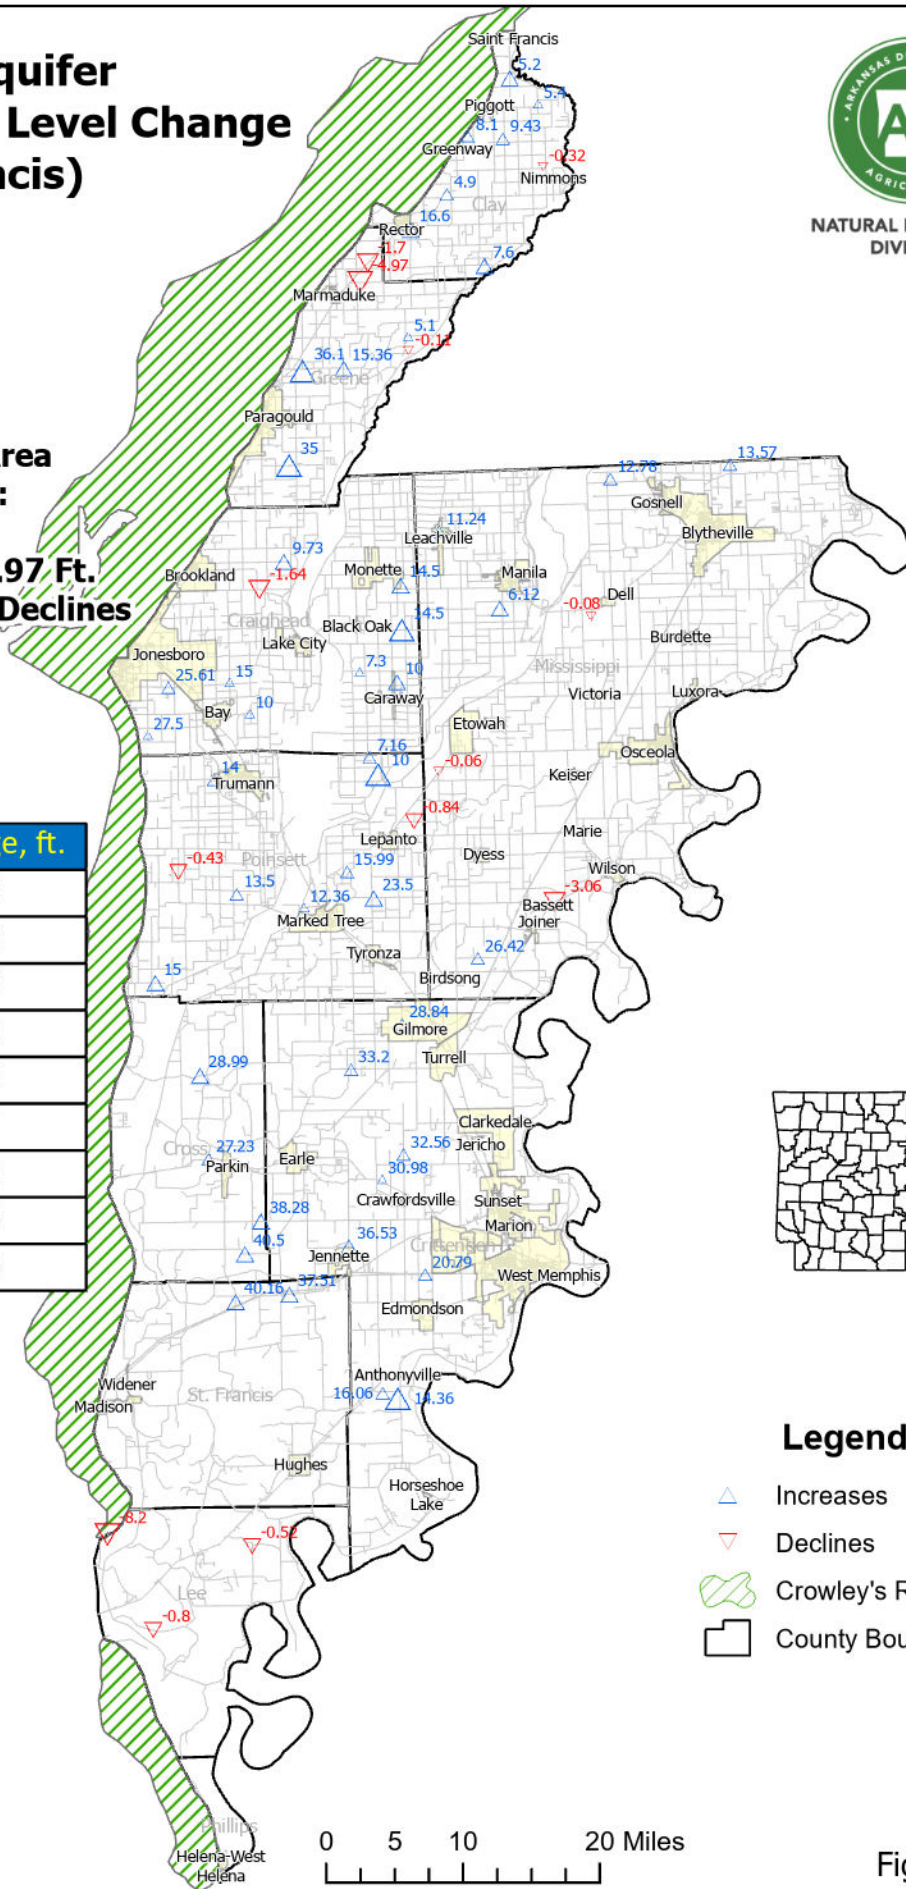 quifer
Level Change
ncis)
ARKANSAS D
A
AGRIC
NATURAL
DIV
rea
:
.97 Ft.
Declines
e, ft.
Saint Francis
5.2
5.4
Piggott
8.1
9.43
Greenway
-0.32
Nimmons
4.9
Clay
16.6
Rector
-1.7
7.6
-4.97
Marmaduke
5.1
-0.11
36.1
15.36
Greene
Paragould
35
13.57
12.78
Gosnell
11.24
Leachville
Blytheville
9.73
Brookland
-1.64
Monette
14.5
Manila
6.12
Dell
-0.08
14.5
Craighead
Black Oak
Lake City
Burdette
Jonesboro
7.3
10
Mississippi
25.61
15
Caraway
Victoria
Luxora
Bay
10
27.5
Etowah
7.16
10
-0.06
Osceola
14
Trumann
Keiser
-0.84
Lepanto
Marie
-0.43
Poinsett
15.99
Dyess
Wilson
13.5
12.36
23.5
-3.06
Marked Tree
Bassett
Joiner
26.42
Tyronza
15
Birdsong
28.84
Gilmore
28.99
33.2
Turrell
Clarkedale
32.56
Jericho
Cross
27.23
Parkin
Earle
30.98
Crawfordsville
Sunset
38.28
Marion
40.5
36.53
Jennette
Crittenden
20.79
West Memphis
40.16
37.51
Edmondson
Anthonyville
Widener
Madison
St. Francis
16.06
14.36
Hughes
Horseshoe
Lake
-8.2
-0.52
Lee
-0.8
Legend
Increases
Declines
Crowley's R
County Bou
Phillips
Helena-West
Helena
0 5 10 20 Miles
Fig